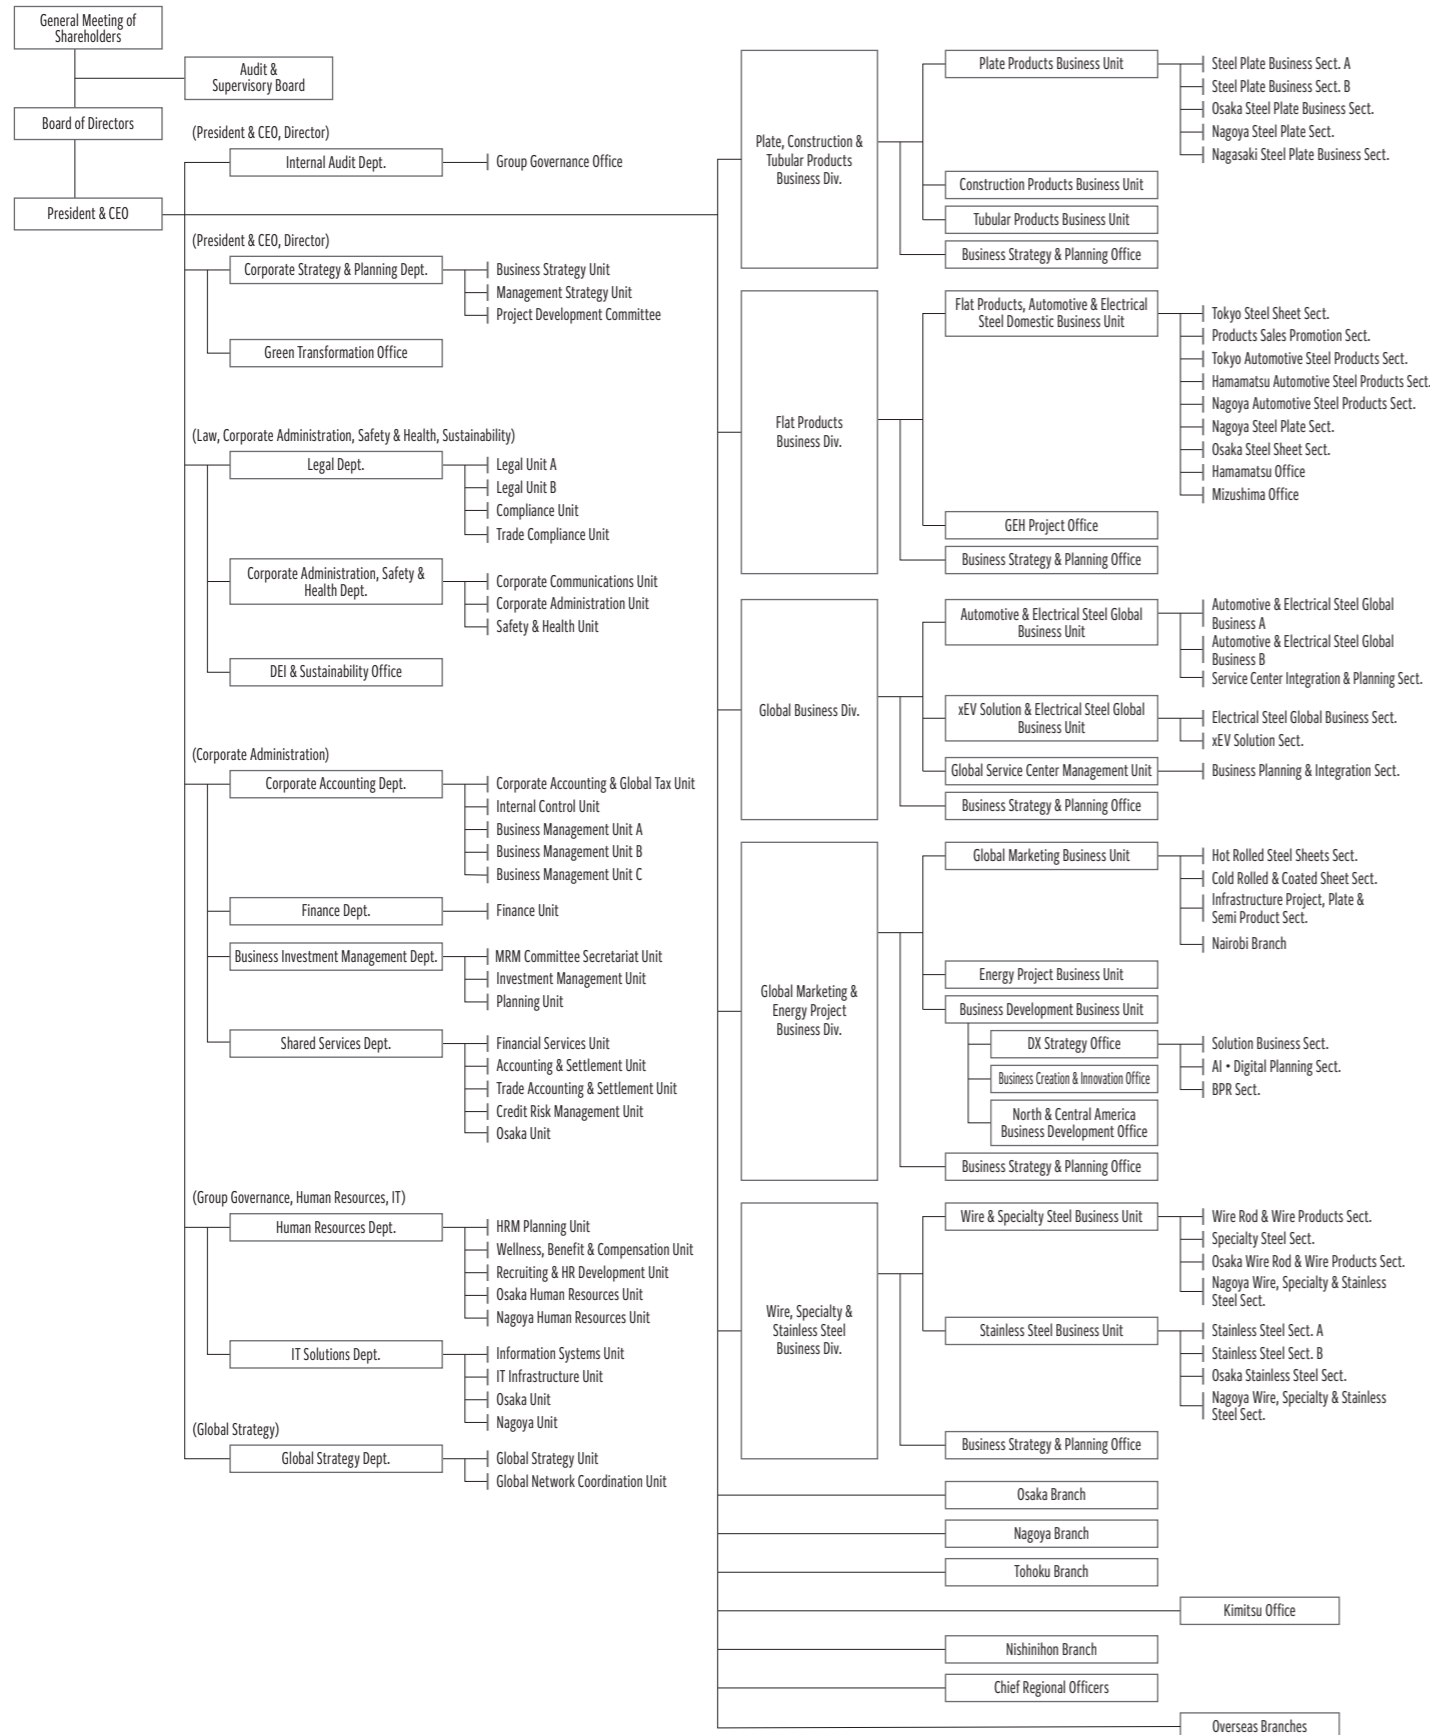 General Meeting of
Shareholders
Audit &
Supervisory Board
Board of Directors
(President & CEO, Director)
Internal Audit Dept.
Group Governance Office
President & CEO
(President & CEO, Director)
Corporate Strategy & Planning Dept.
Business Strategy Unit
Management Strategy Unit
Project Development Committee
Green Transformation Office
(Law, Corporate Administration, Safety & Health, Sustainability)
Legal Dept.
Legal Unit A
Legal Unit B
Compliance Unit
Trade Compliance Unit
Corporate Administration, Safety &
Health Dept.
Corporate Communications Unit
Corporate Administration Unit
Safety & Health Unit
DEI & Sustainability Office
(Corporate Administration)
Corporate Accounting Dept.
Corporate Accounting & Global Tax Unit
Internal Control Unit
Business Management Unit A
Business Management Unit B
Business Management Unit C
Finance Dept.
Finance Unit
Business Investment Management Dept.
MRM Committee Secretariat Unit
Investment Management Unit
Planning Unit
Shared Services Dept.
Financial Services Unit
Accounting & Settlement Unit
Trade Accounting & Settlement Unit
Credit Risk Management Unit
Osaka Unit
(Group Governance, Human Resources, IT)
Human Resources Dept.
HRM Planning Unit
Wellness, Benefit & Compensation Unit
Recruiting & HR Development Unit
Osaka Human Resources Unit
Nagoya Human Resources Unit
IT Solutions Dept.
Information Systems Unit
IT Infrastructure Unit
Osaka Unit
Nagoya Unit
(Global Strategy)
Global Strategy Dept.
Global Strategy Unit
Global Network Coordination Unit
Plate, Construction &
Tubular Products
Business Div.
Plate Products Business Unit
Steel Plate Business Sect. A
Steel Plate Business Sect. B
Osaka Steel Plate Business Sect.
Nagoya Steel Plate Sect.
Nagasaki Steel Plate Business Sect.
Construction Products Business Unit
Tubular Products Business Unit
Business Strategy & Planning Office
Flat Products
Business Div.
Flat Products, Automotive & Electrical
Steel Domestic Business Unit
Tokyo Steel Sheet Sect.
Products Sales Promotion Sect.
Tokyo Automotive Steel Products Sect.
Hamamatsu Automotive Steel Products Sect.
Nagoya Automotive Steel Products Sect.
Nagoya Steel Plate Sect.
Osaka Steel Sheet Sect.
Hamamatsu Office
Mizushima Office
GEH Project Office
Business Strategy & Planning Office
Global Business Div.
Automotive & Electrical Steel Global
Business Unit
Automotive & Electrical Steel Global
Business A
Automotive & Electrical Steel Global
Business B
Service Center Integration & Planning Sect.
xEV Solution & Electrical Steel Global
Business Unit
Electrical Steel Global Business Sect.
xEV Solution Sect.
Global Service Center Management Unit
Business Planning & Integration Sect.
Business Strategy & Planning Office
Global Marketing &
Energy Project
Business Div.
Global Marketing Business Unit
Hot Rolled Steel Sheets Sect.
Cold Rolled & Coated Sheet Sect.
Infrastructure Project, Plate &
Semi Product Sect.
Nairobi Branch
Energy Project Business Unit
Business Development Business Unit
DX Strategy Office
Solution Business Sect.
AI・Digital Planning Sect.
BPR Sect.
Business Creation & Innovation Office
North & Central America
Business Development Office
Business Strategy & Planning Office
Wire, Specialty &
Stainless Steel
Business Div.
Wire & Specialty Steel Business Unit
Wire Rod & Wire Products Sect.
Specialty Steel Sect.
Osaka Wire Rod & Wire Products Sect.
Nagoya Wire, Specialty & Stainless
Steel Sect.
Stainless Steel Business Unit
Stainless Steel Sect. A
Stainless Steel Sect. B
Osaka Stainless Steel Sect.
Nagoya Wire, Specialty & Stainless
Steel Sect.
Business Strategy & Planning Office
Osaka Branch
Nagoya Branch
Tohoku Branch
Kimitsu Office
Nishinihon Branch
Chief Regional Officers
Overseas Branches